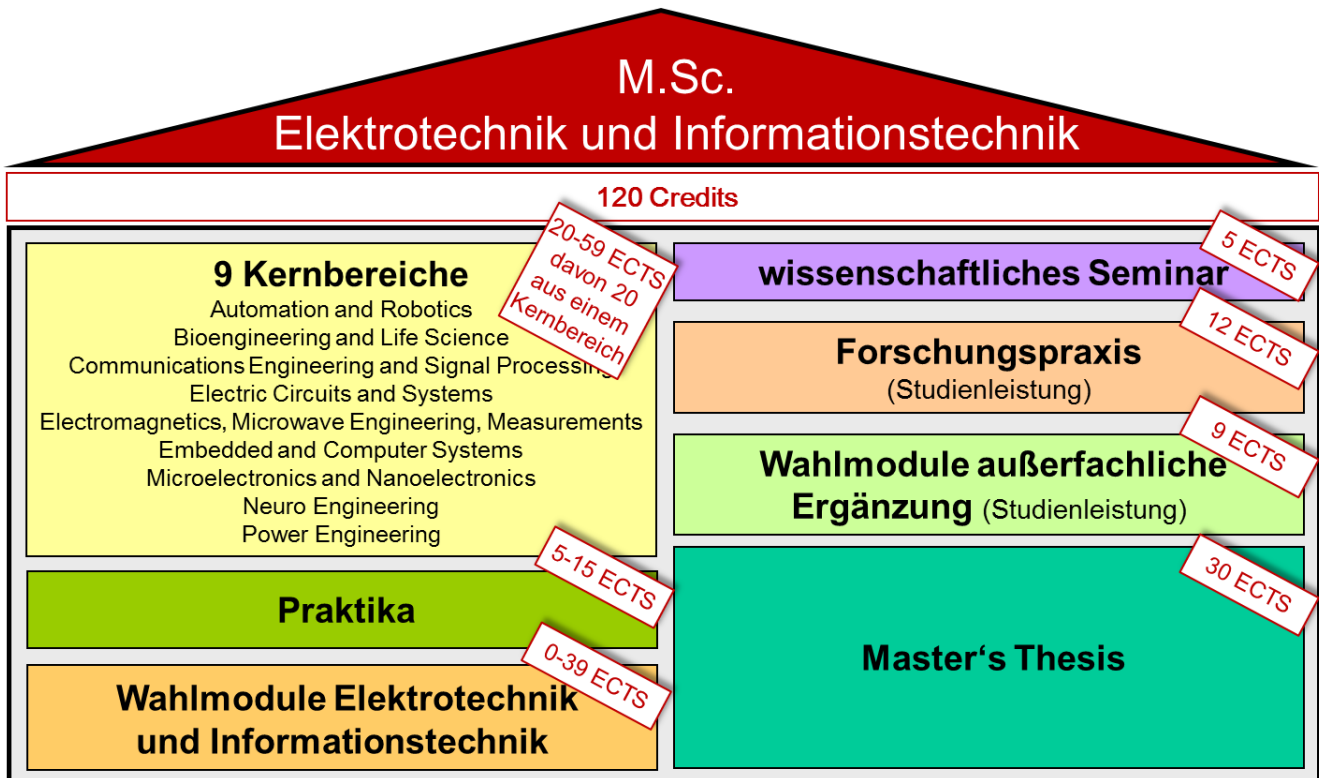 M.Sc.
Elektrotechnik und Informationstechnik
120 Credits
9 Kernbereiche
Automation and Robotics
Bioengineering and Life Science
Communications Engineering and Signal Processing
Electric Circuits and Systems
Electromagnetics, Microwave Engineering, Measurements
Embedded and Computer Systems
Microelectronics and Nanoelectronics
Neuro Engineering
Power Engineering
20-59 ECTS
davon 20
aus einem
Kernbereich
Praktika
5-15 ECTS
Wahlmodule Elektrotechnik
und Informationstechnik
0-39 ECTS
wissenschaftliches Seminar
5 ECTS
Forschungspraxis
(Studienleistung)
12 ECTS
Wahlmodule außerfachliche
Ergänzung (Studienleistung)
9 ECTS
Master‘s Thesis
30 ECTS